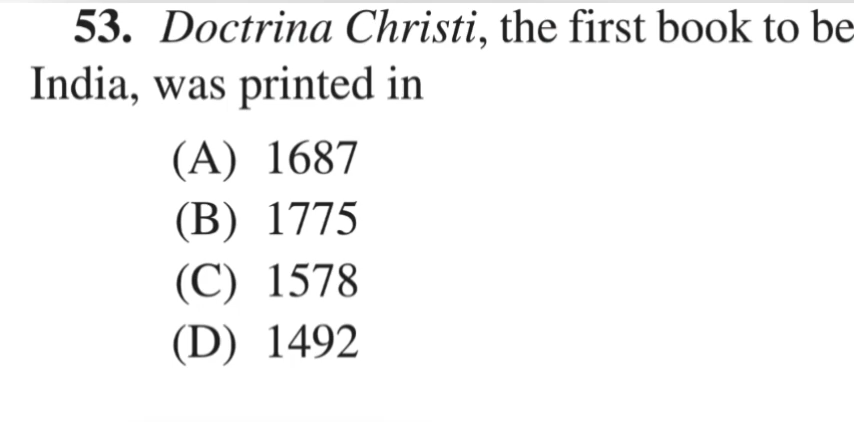 53. Doctrina Christi, the first book to be
India, was printed in
(A) 1687
(B) 1775
(C) 1578
(D) 1492